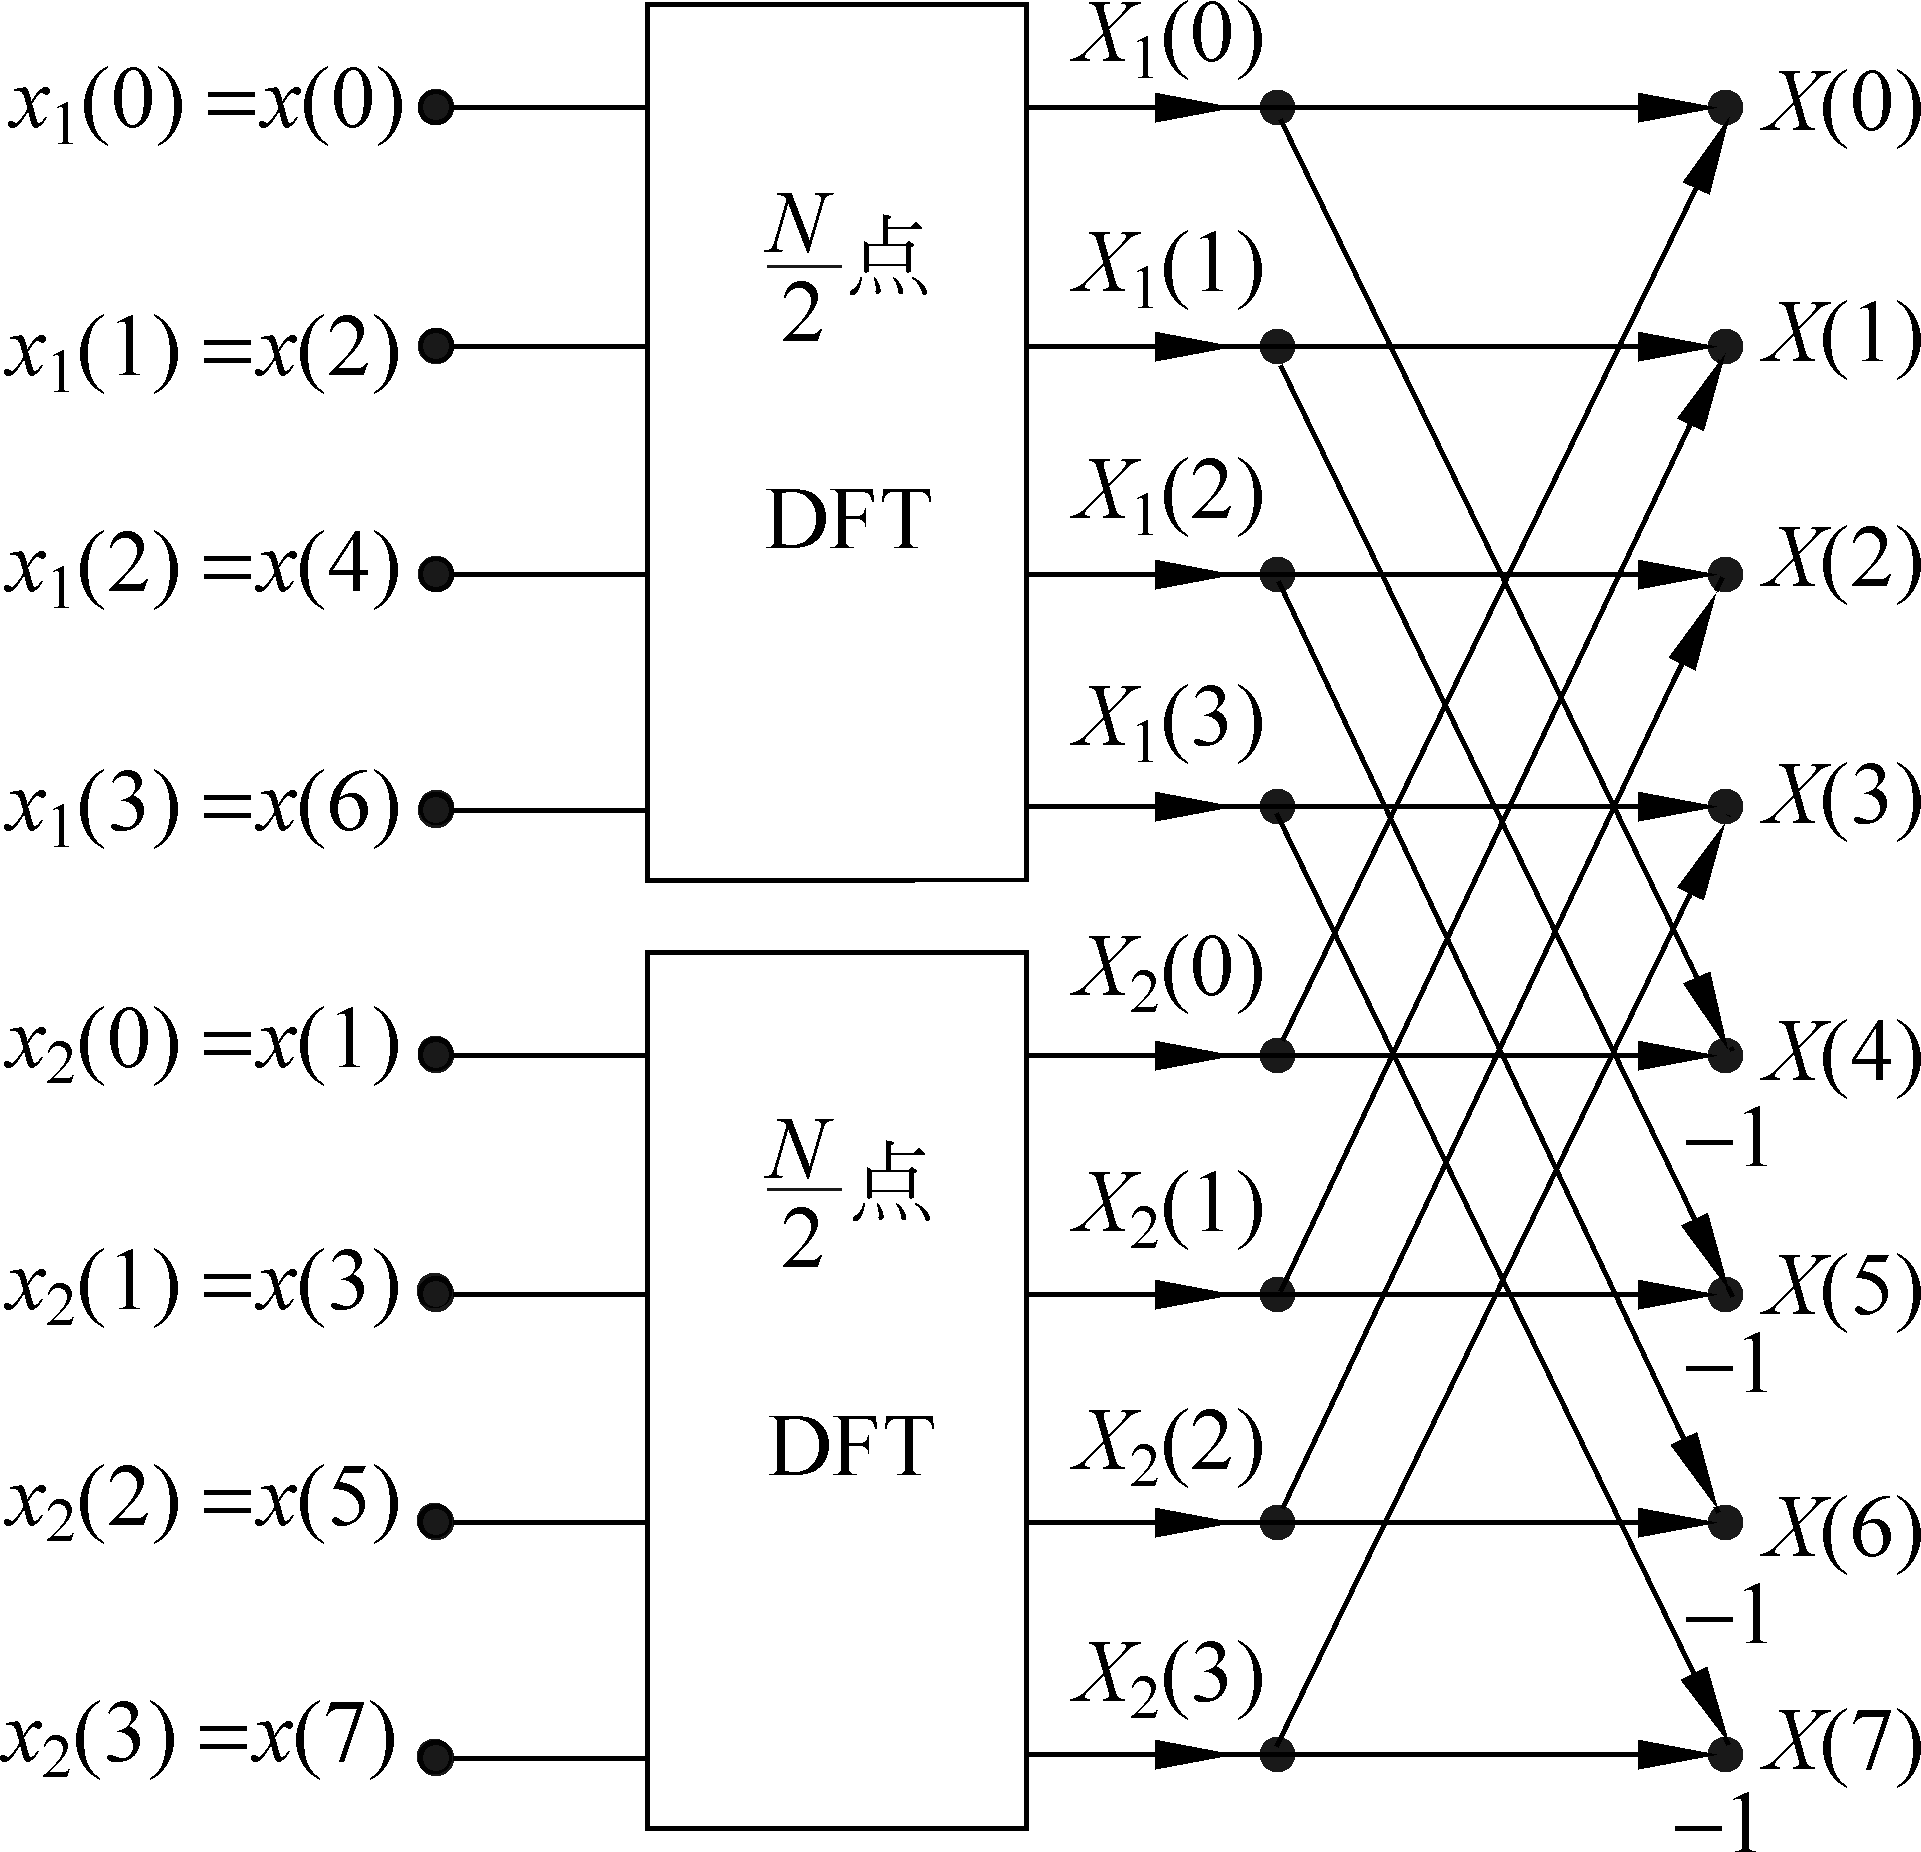 x₁(0) =x(0)
x₁(1) =x(2)
x₁(2) =x(4)
x₁(3) =x(6)
N/2 点
DFT
X₁(0)
X₁(1)
X₁(2)
X₁(3)
X(0)
X(1)
X(2)
X(3)
x₂(0) =x(1)
x₂(1) =x(3)
x₂(2) =x(5)
x₂(3) =x(7)
N/2 点
DFT
X₂(0)
X₂(1)
X₂(2)
X₂(3)
X(4)
−1
X(5)
−1
X(6)
−1
X(7)
−1